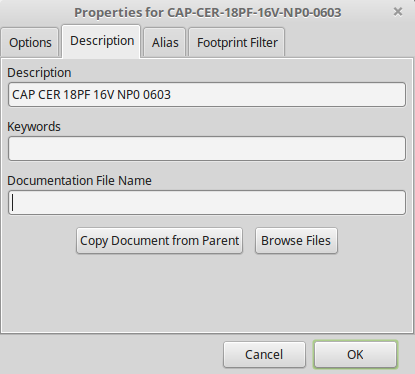 Properties for CAP-CER-18PF-16V-NP0-0603
Options Description Alias Footprint Filter
Description
CAP CER 18PF 16V NP0 0603
Keywords
Documentation File Name
Copy Document from Parent Browse Files
Cancel OK